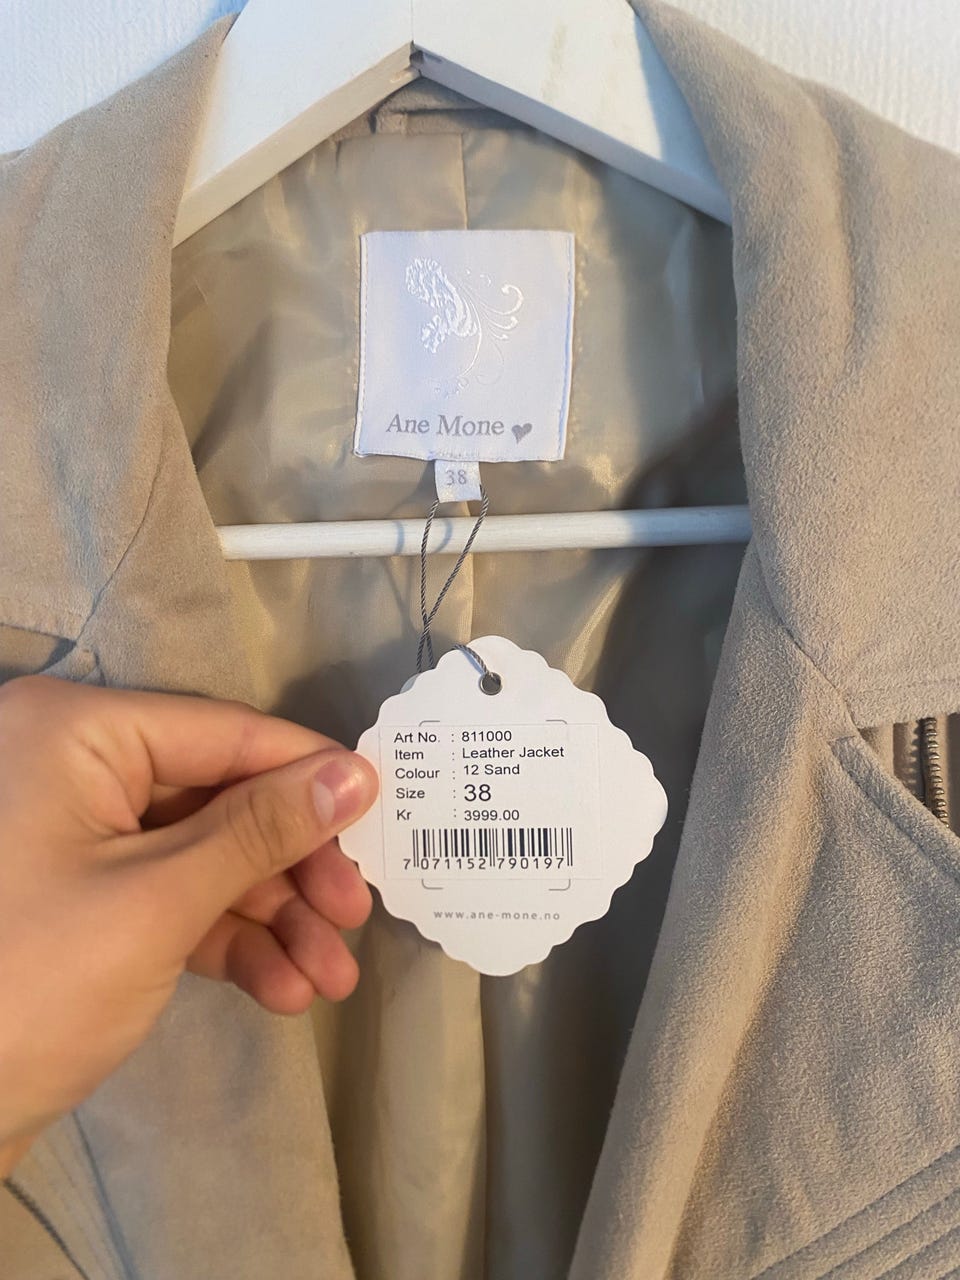 Ane Mone
38
Art No. : 811000
Item : Leather Jacket
Colour : 12 Sand
Size : 38
Kr : 3999.00
7 071152 790197
www.ane-mone.no